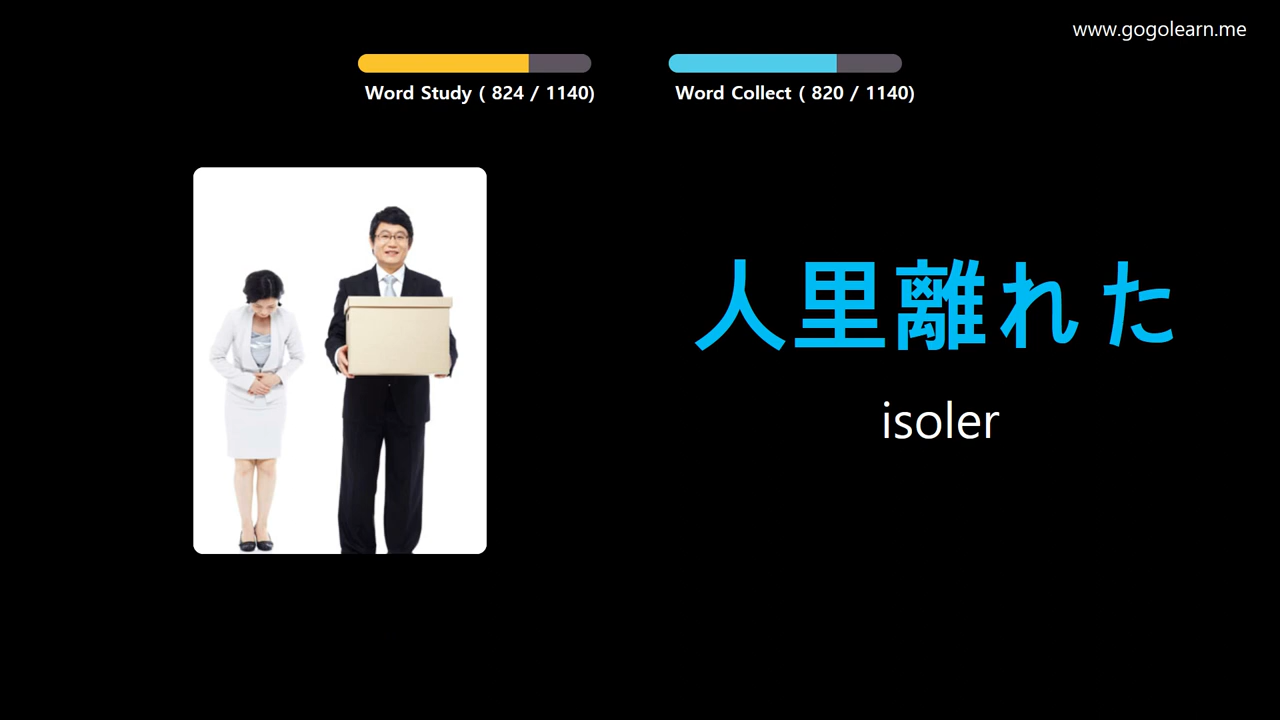 www.gogolearn.me
Word Study ( 824 / 1140)
Word Collect ( 820 / 1140)
人里離れた
isoler